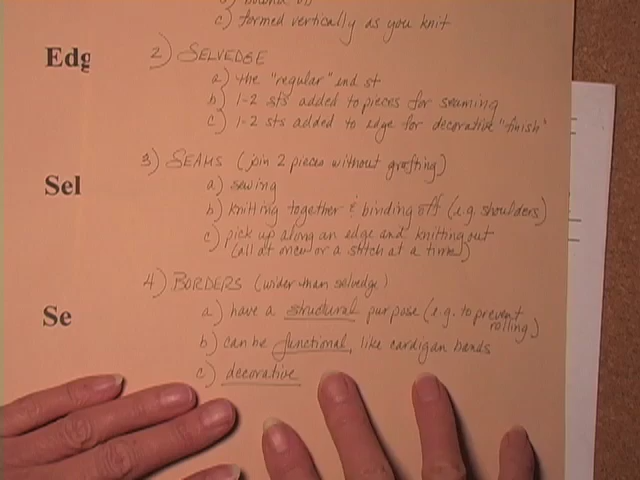 c) formed vertically as you knit
Edg
2) SELVEDGE
a) the "regular" end st
b) 1-2 sts added to pieces for seaming
c) 1-2 sts added to edge for decorative "finish"
3) SEAMS (join 2 pieces without grafting)
Sel
a) sewing
b) knitting together & binding off (e.g. shoulders)
c) pick up along an edge and knitting out
(all at once or a stitch at a time)
4) BORDERS (wider than selvedge)
Se
a) have a structural purpose (e.g. to prevent
rolling)
b) can be functional, like cardigan bands
c) decorative